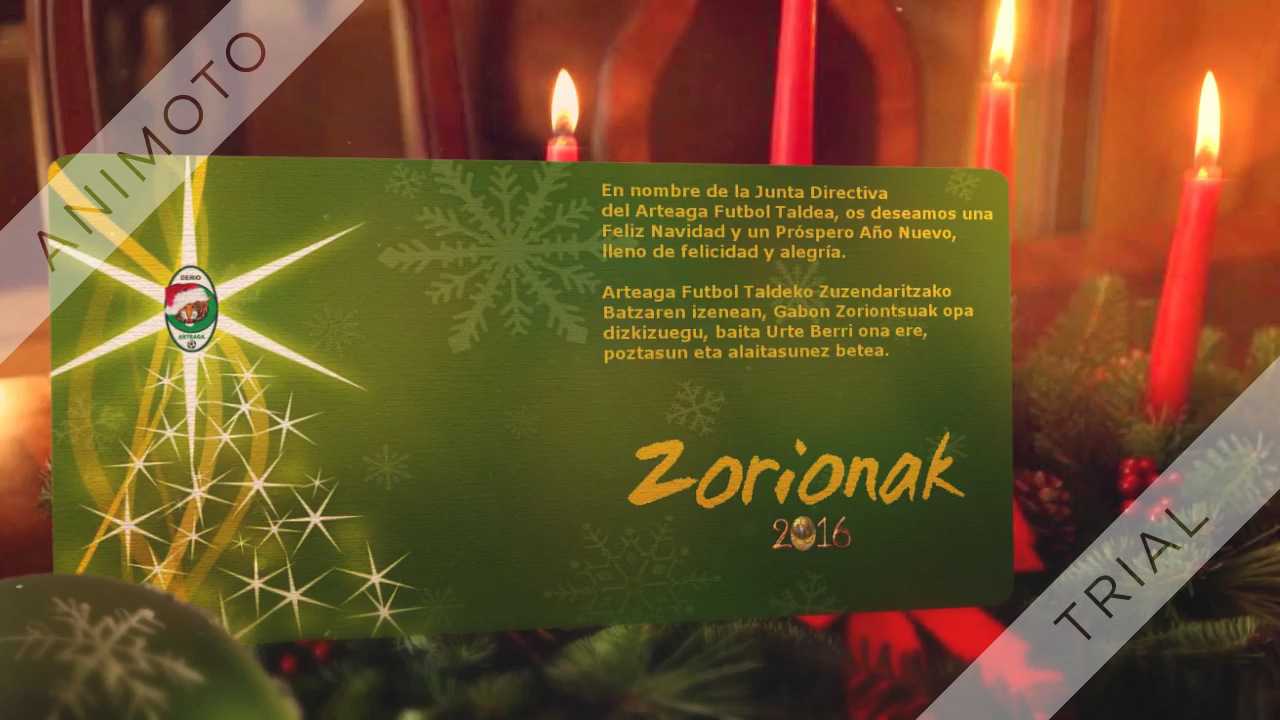 ANIMOTO
En nombre de la Junta Directiva
del Arteaga Futbol Taldea, os deseamos una
Feliz Navidad y un Próspero Año Nuevo,
lleno de felicidad y alegría.
Arteaga Futbol Taldeko Zuzendaritzako
Batzaren izenean, Gabon Zoriontsuak opa
dizkizuegu, baita Urte Berri ona ere,
poztasun eta alaitasunez betea.
DERIO
ARTEAGA
Zorionak
2016
TRIAL